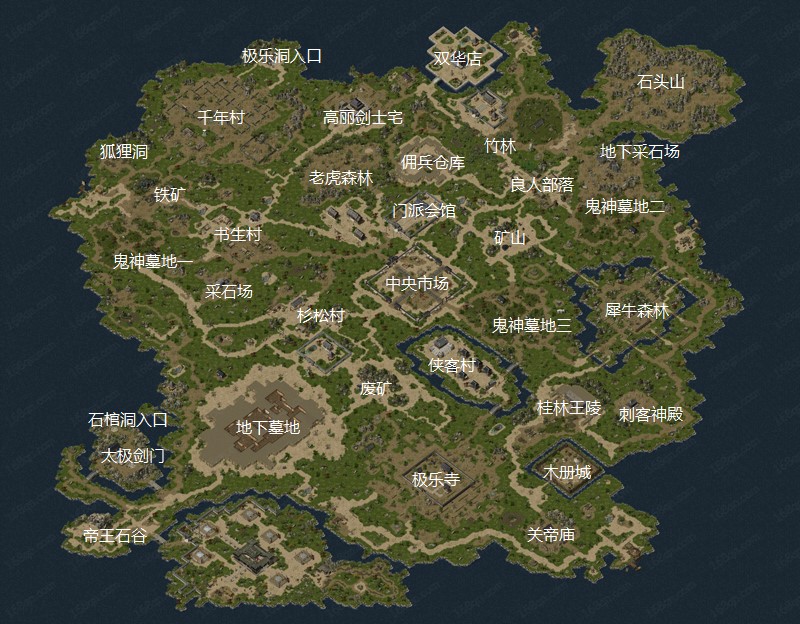 极乐洞入口
双华店
石头山
千年村
高丽剑士宅
竹林
狐狸洞
佣兵仓库
地下采石场
老虎森林
良人部落
铁矿
门派会馆
鬼神墓地二
书生村
矿山
鬼神墓地一
采石场
中央市场
杉松村
鬼神墓地三
犀牛森林
侠客村
废矿
桂林王陵
刺客神殿
石棺洞入口
地下墓地
太极剑门
极乐寺
木册城
帝王石谷
关帝庙